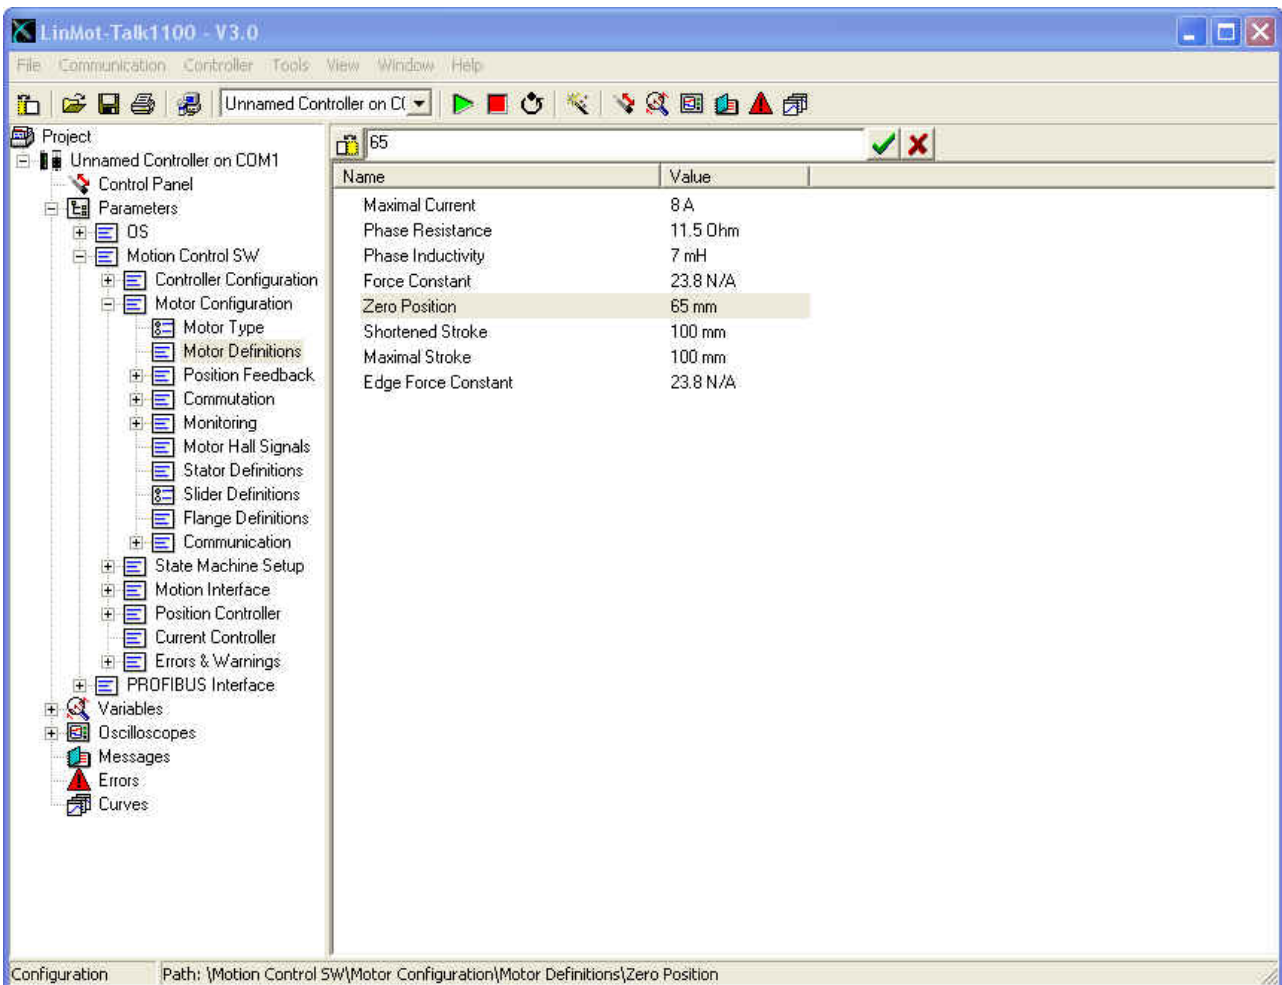 LinMot-Talk1100 - V3.0
File Communication Controller Tools View Window Help
Unnamed Controller on C(
Project
Unnamed Controller on COM1
Control Panel
Parameters
OS
Motion Control SW
Controller Configuration
Motor Configuration
Motor Type
Motor Definitions
Position Feedback
Commutation
Monitoring
Motor Hall Signals
Stator Definitions
Slider Definitions
Flange Definitions
Communication
State Machine Setup
Motion Interface
Position Controller
Current Controller
Errors & Warnings
PROFIBUS Interface
Variables
Oscilloscopes
Messages
Errors
Curves
65
Name Value
Maximal Current 8 A
Phase Resistance 11.5 Ohm
Phase Inductivity 7 mH
Force Constant 23.8 N/A
Zero Position 65 mm
Shortened Stroke 100 mm
Maximal Stroke 100 mm
Edge Force Constant 23.8 N/A
Configuration Path: \Motion Control SW\Motor Configuration\Motor Definitions\Zero Position